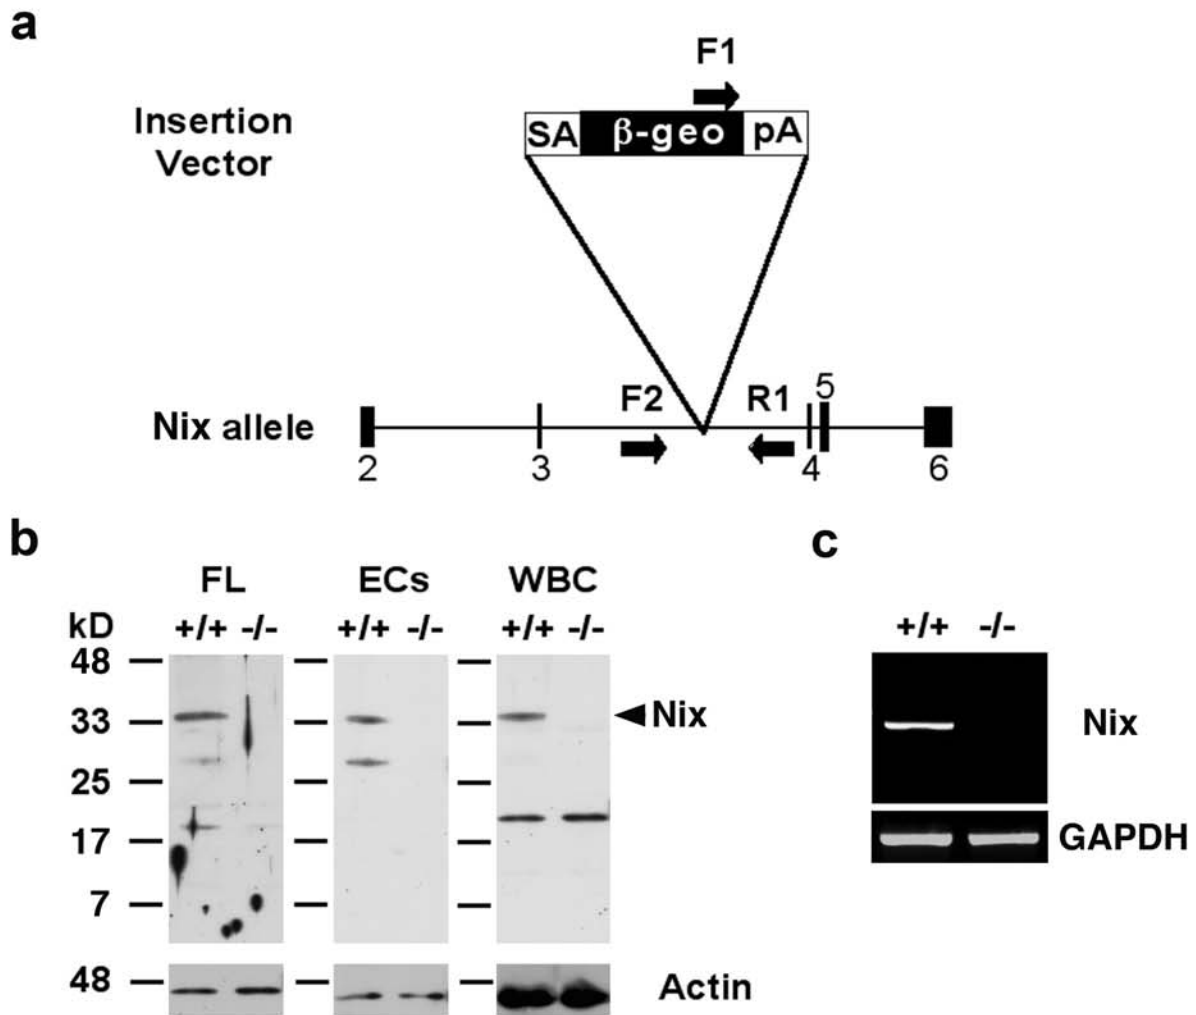 a
F1
Insertion
Vector
SA β-geo pA
F2 R1 5
Nix allele
2 3 4 6
b
c
FL ECs WBC
kD +/+ -/- +/+ -/- +/+ -/-
+/+ -/-
48
33
Nix
Nix
25
17
GAPDH
7
48
Actin